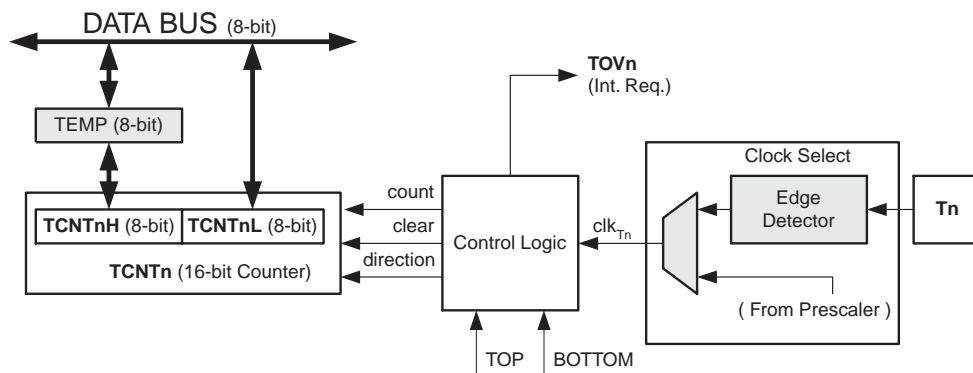 DATA BUS (8-bit)
TEMP (8-bit)
TCNTnH (8-bit) TCNTnL (8-bit)
TCNTn (16-bit Counter)
count
clear
direction
Control Logic
TOVn
(Int. Req.)
TOP
BOTTOM
clkTn
Clock Select
Edge
Detector
( From Prescaler )
Tn